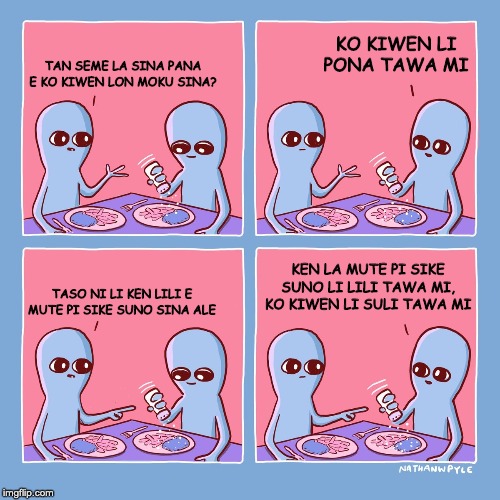 TAN SEME LA SINA PANA
E KO KIWEN LON MOKU SINA?
KO KIWEN LI
PONA TAWA MI
TASO NI LI KEN LILI E
MUTE PI SIKE SUNO SINA ALE
KEN LA MUTE PI SIKE
SUNO LI LILI TAWA MI,
KO KIWEN LI SULI TAWA MI
NATHANWPYLE
imgflip.com